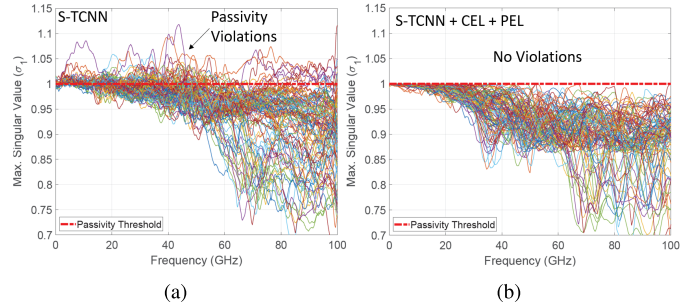 S-TCNN
Passivity
Violations
Max. Singular Value (σ1)
1.15
1.1
1.05
1
0.95
0.9
0.85
0.8
0.75
0.7
Passivity Threshold
0
20
40
60
80
100
Frequency (GHz)
(a)
S-TCNN + CEL + PEL
No Violations
Max. Singular Value (σ1)
1.15
1.1
1.05
1
0.95
0.9
0.85
0.8
0.75
0.7
Passivity Threshold
0
20
40
60
80
100
Frequency (GHz)
(b)